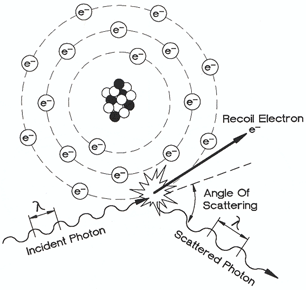 e⁻ e⁻
e⁻ e⁻
e⁻ e⁻
e⁻ e⁻
Recoil Electron
e⁻
e⁻ e⁻
e⁻ e⁻
e⁻
e⁻
Angle Of
Scattering
λ
λ
Incident Photon
Scattered Photon